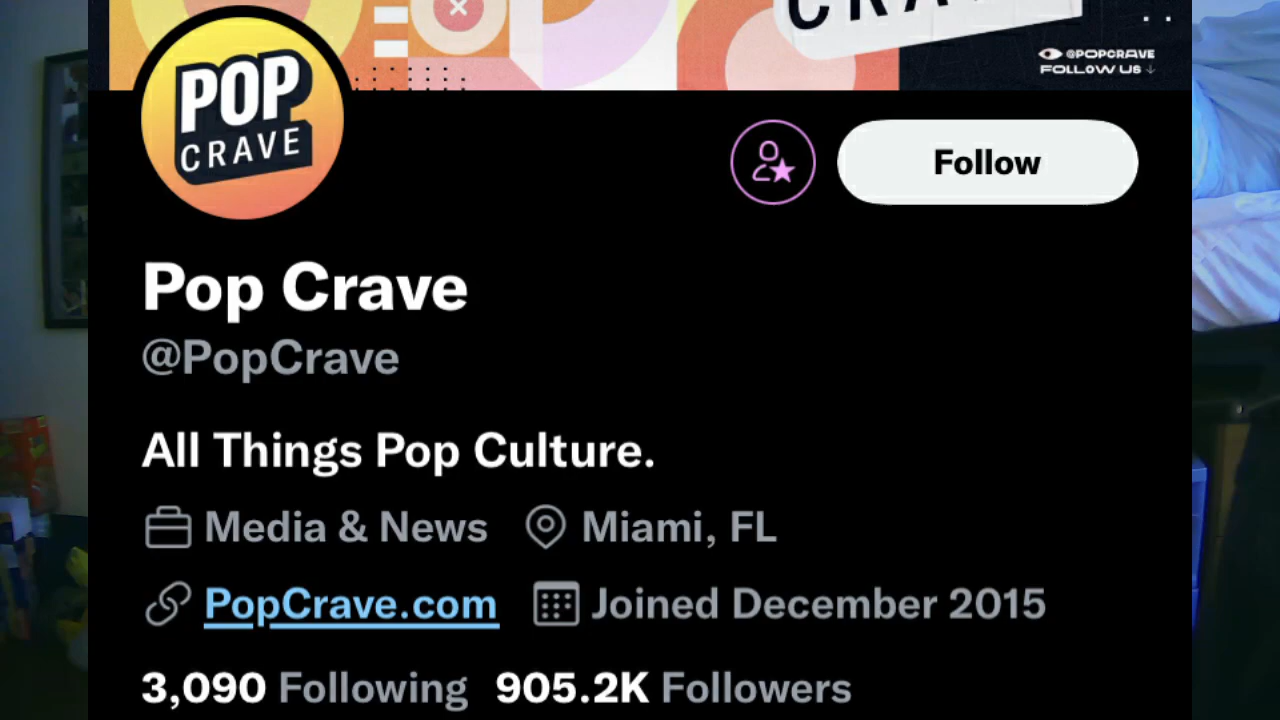 @POPCRAVE
FOLLOW US ↓
POP
CRAVE
Follow
Pop Crave
@PopCrave
All Things Pop Culture.
Media & News Miami, FL
PopCrave.com Joined December 2015
3,090 Following 905.2K Followers